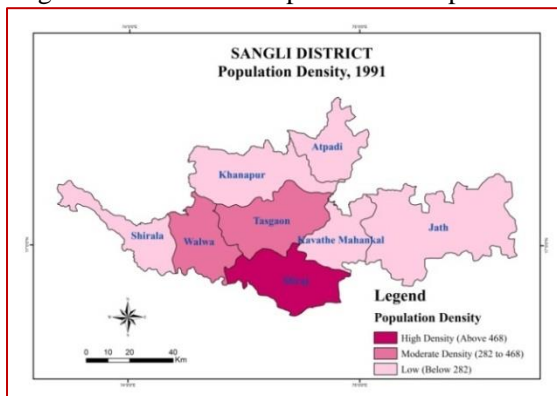 SANGLI DISTRICT
Population Density, 1991
Atpadi
Khanapur
Tasgaon
Shirala
Walwa
Kavathe Mahankal
Jath
Miraj
Legend
Population Density
High Density (Above 468)
Moderate Density (282 to 468)
Low (Below 282)
0 10 20 40
Km